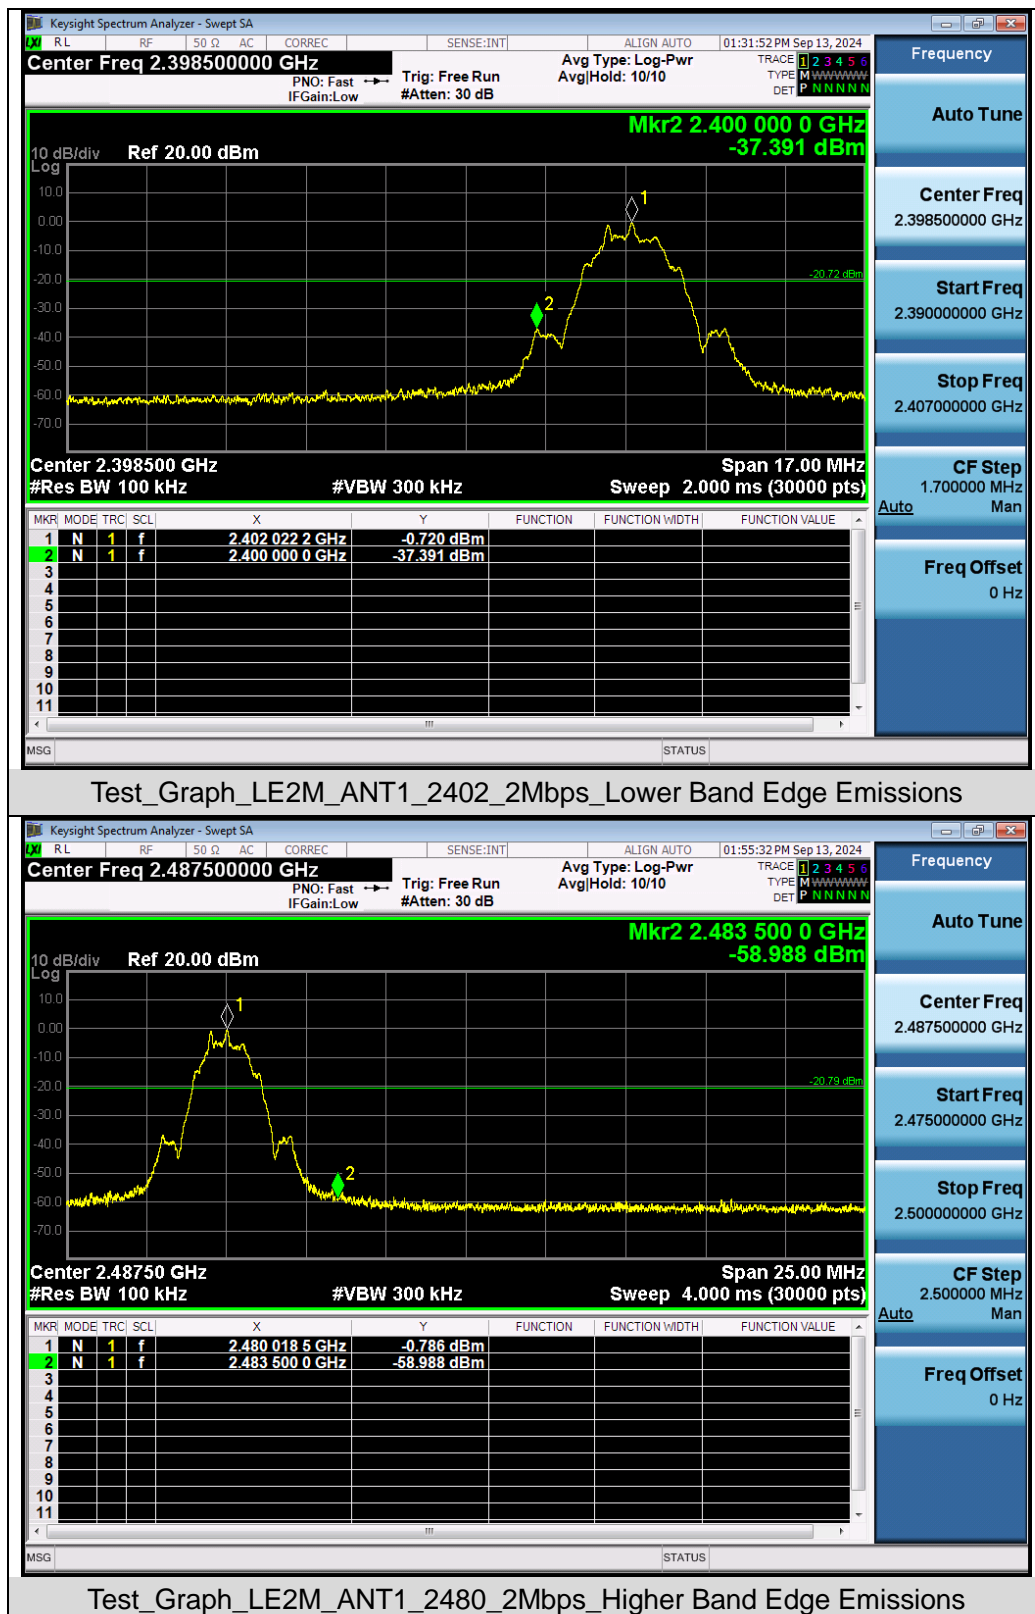 Keysight Spectrum Analyzer - Swept SA
LXI RL RF 50 Ω AC CORREC SENSE:INT ALIGN AUTO 01:31:52 PM Sep 13, 2024
Center Freq 2.398500000 GHz
PNO: Fast
IFGain:Low
Trig: Free Run
#Atten: 30 dB
Avg Type: Log-Pwr
Avg|Hold: 10/10
TRACE 1 2 3 4 5 6
TYPE M WWWWW
DET P N N N N N
Mkr2 2.400 000 0 GHz
-37.391 dBm
10 dB/div Ref 20.00 dBm
Log
10.0
0.00
-10.0
-20.0
-30.0
-40.0
-50.0
-60.0
-70.0
1
2
-20.72 dBm
Center 2.398500 GHz Span 17.00 MHz
#Res BW 100 kHz #VBW 300 kHz Sweep 2.000 ms (30000 pts)
MKR MODE TRC SCL X Y FUNCTION FUNCTION WIDTH FUNCTION VALUE
1 N 1 f 2.402 022 2 GHz -0.720 dBm
2 N 1 f 2.400 000 0 GHz -37.391 dBm
3
4
5
6
7
8
9
10
11
MSG STATUS
Frequency
Auto Tune
Center Freq
2.398500000 GHz
Start Freq
2.390000000 GHz
Stop Freq
2.407000000 GHz
CF Step
1.700000 MHz
Auto Man
Freq Offset
0 Hz
Test_Graph_LE2M_ANT1_2402_2Mbps_Lower Band Edge Emissions
Keysight Spectrum Analyzer - Swept SA
LXI RL RF 50 Ω AC CORREC SENSE:INT ALIGN AUTO 01:55:32 PM Sep 13, 2024
Center Freq 2.487500000 GHz
PNO: Fast
IFGain:Low
Trig: Free Run
#Atten: 30 dB
Avg Type: Log-Pwr
Avg|Hold: 10/10
TRACE 1 2 3 4 5 6
TYPE M WWWWW
DET P N N N N N
Mkr2 2.483 500 0 GHz
-58.988 dBm
10 dB/div Ref 20.00 dBm
Log
10.0
0.00
-10.0
-20.0
-30.0
-40.0
-50.0
-60.0
-70.0
1
2
-20.79 dBm
Center 2.48750 GHz Span 25.00 MHz
#Res BW 100 kHz #VBW 300 kHz Sweep 4.000 ms (30000 pts)
MKR MODE TRC SCL X Y FUNCTION FUNCTION WIDTH FUNCTION VALUE
1 N 1 f 2.480 018 5 GHz -0.786 dBm
2 N 1 f 2.483 500 0 GHz -58.988 dBm
3
4
5
6
7
8
9
10
11
MSG STATUS
Frequency
Auto Tune
Center Freq
2.487500000 GHz
Start Freq
2.475000000 GHz
Stop Freq
2.500000000 GHz
CF Step
2.500000 MHz
Auto Man
Freq Offset
0 Hz
Test_Graph_LE2M_ANT1_2480_2Mbps_Higher Band Edge Emissions